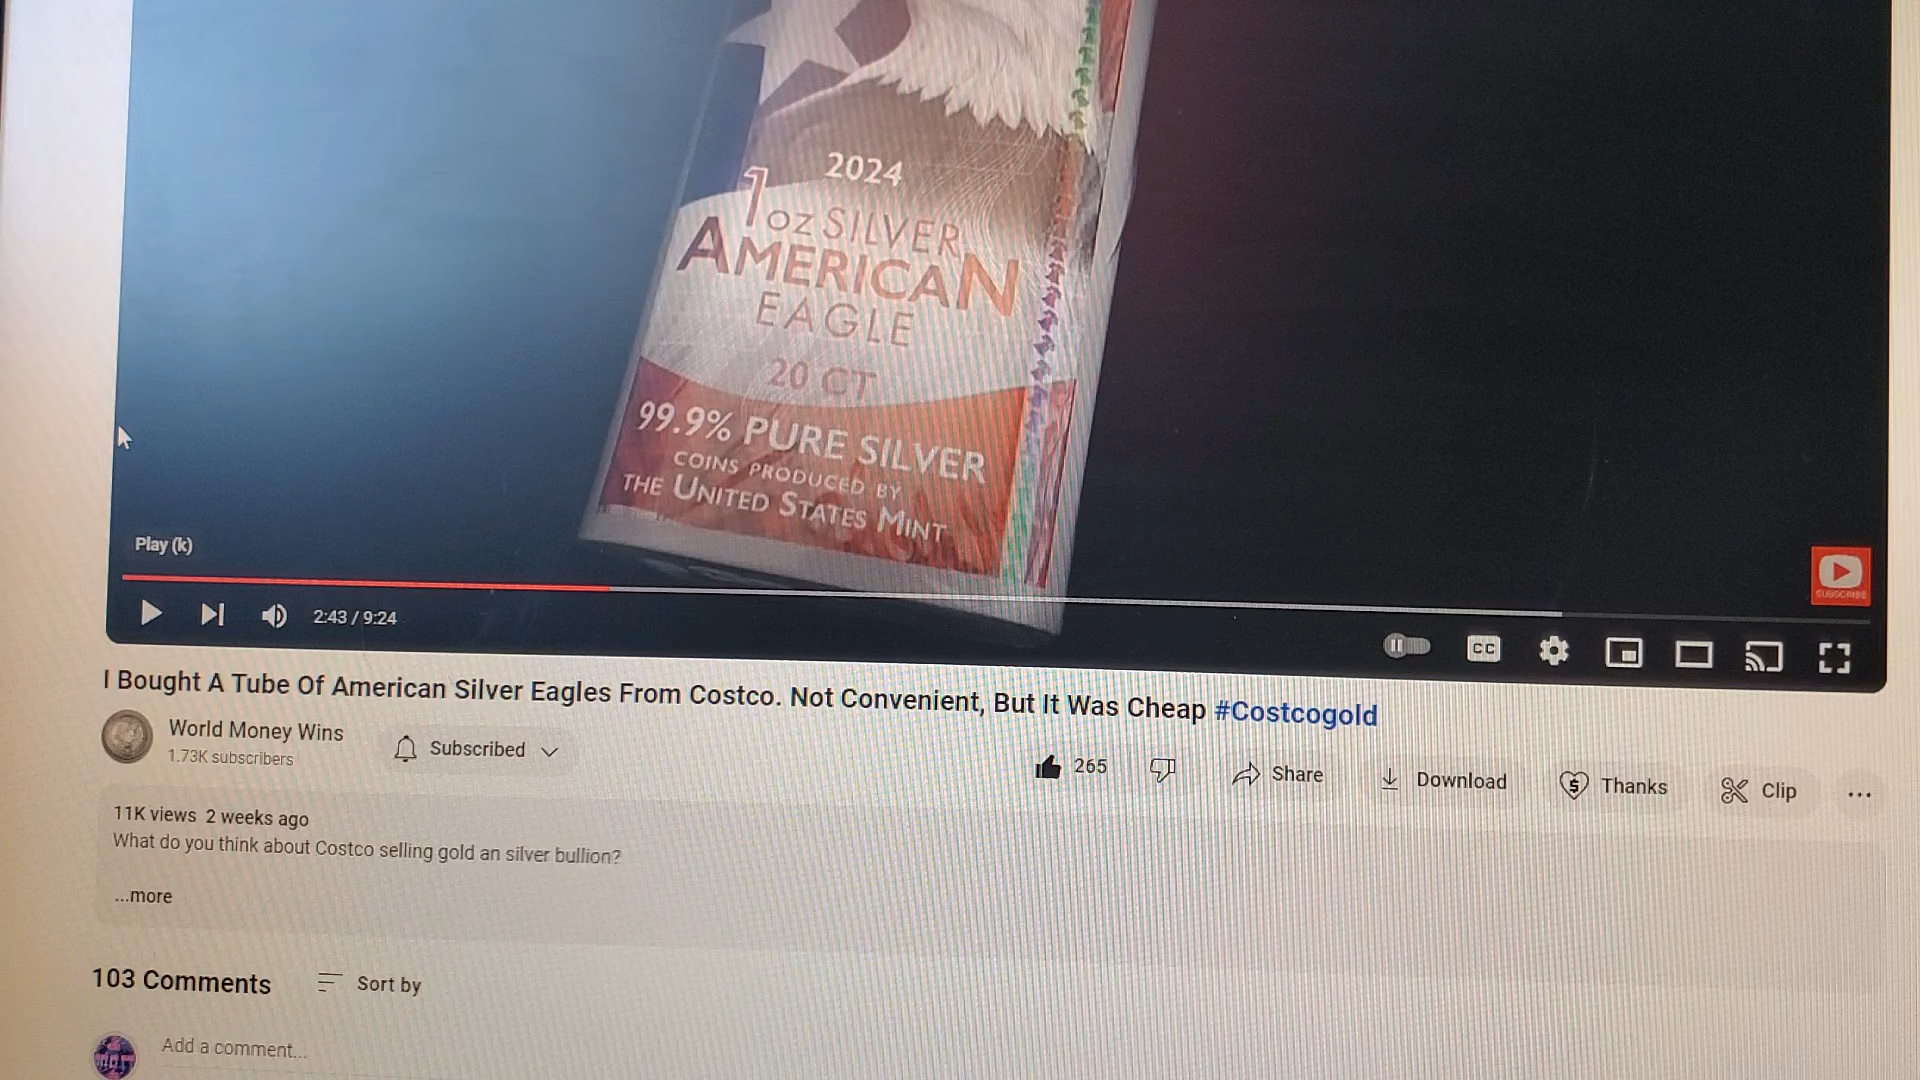 2024
1 oz SILVER
AMERICAN
EAGLE
20 CT
99.9% PURE SILVER
COINS PRODUCED BY
THE UNITED STATES MINT
Play (k)
SUBSCRIBE
2:43 / 9:24
CC
I Bought A Tube Of American Silver Eagles From Costco. Not Convenient, But It Was Cheap #Costcogold
World Money Wins
1.73K subscribers
Subscribed
265
Share
Download
Thanks
Clip
11K views 2 weeks ago
What do you think about Costco selling gold an silver bullion?
...more
103 Comments
Sort by
Add a comment...